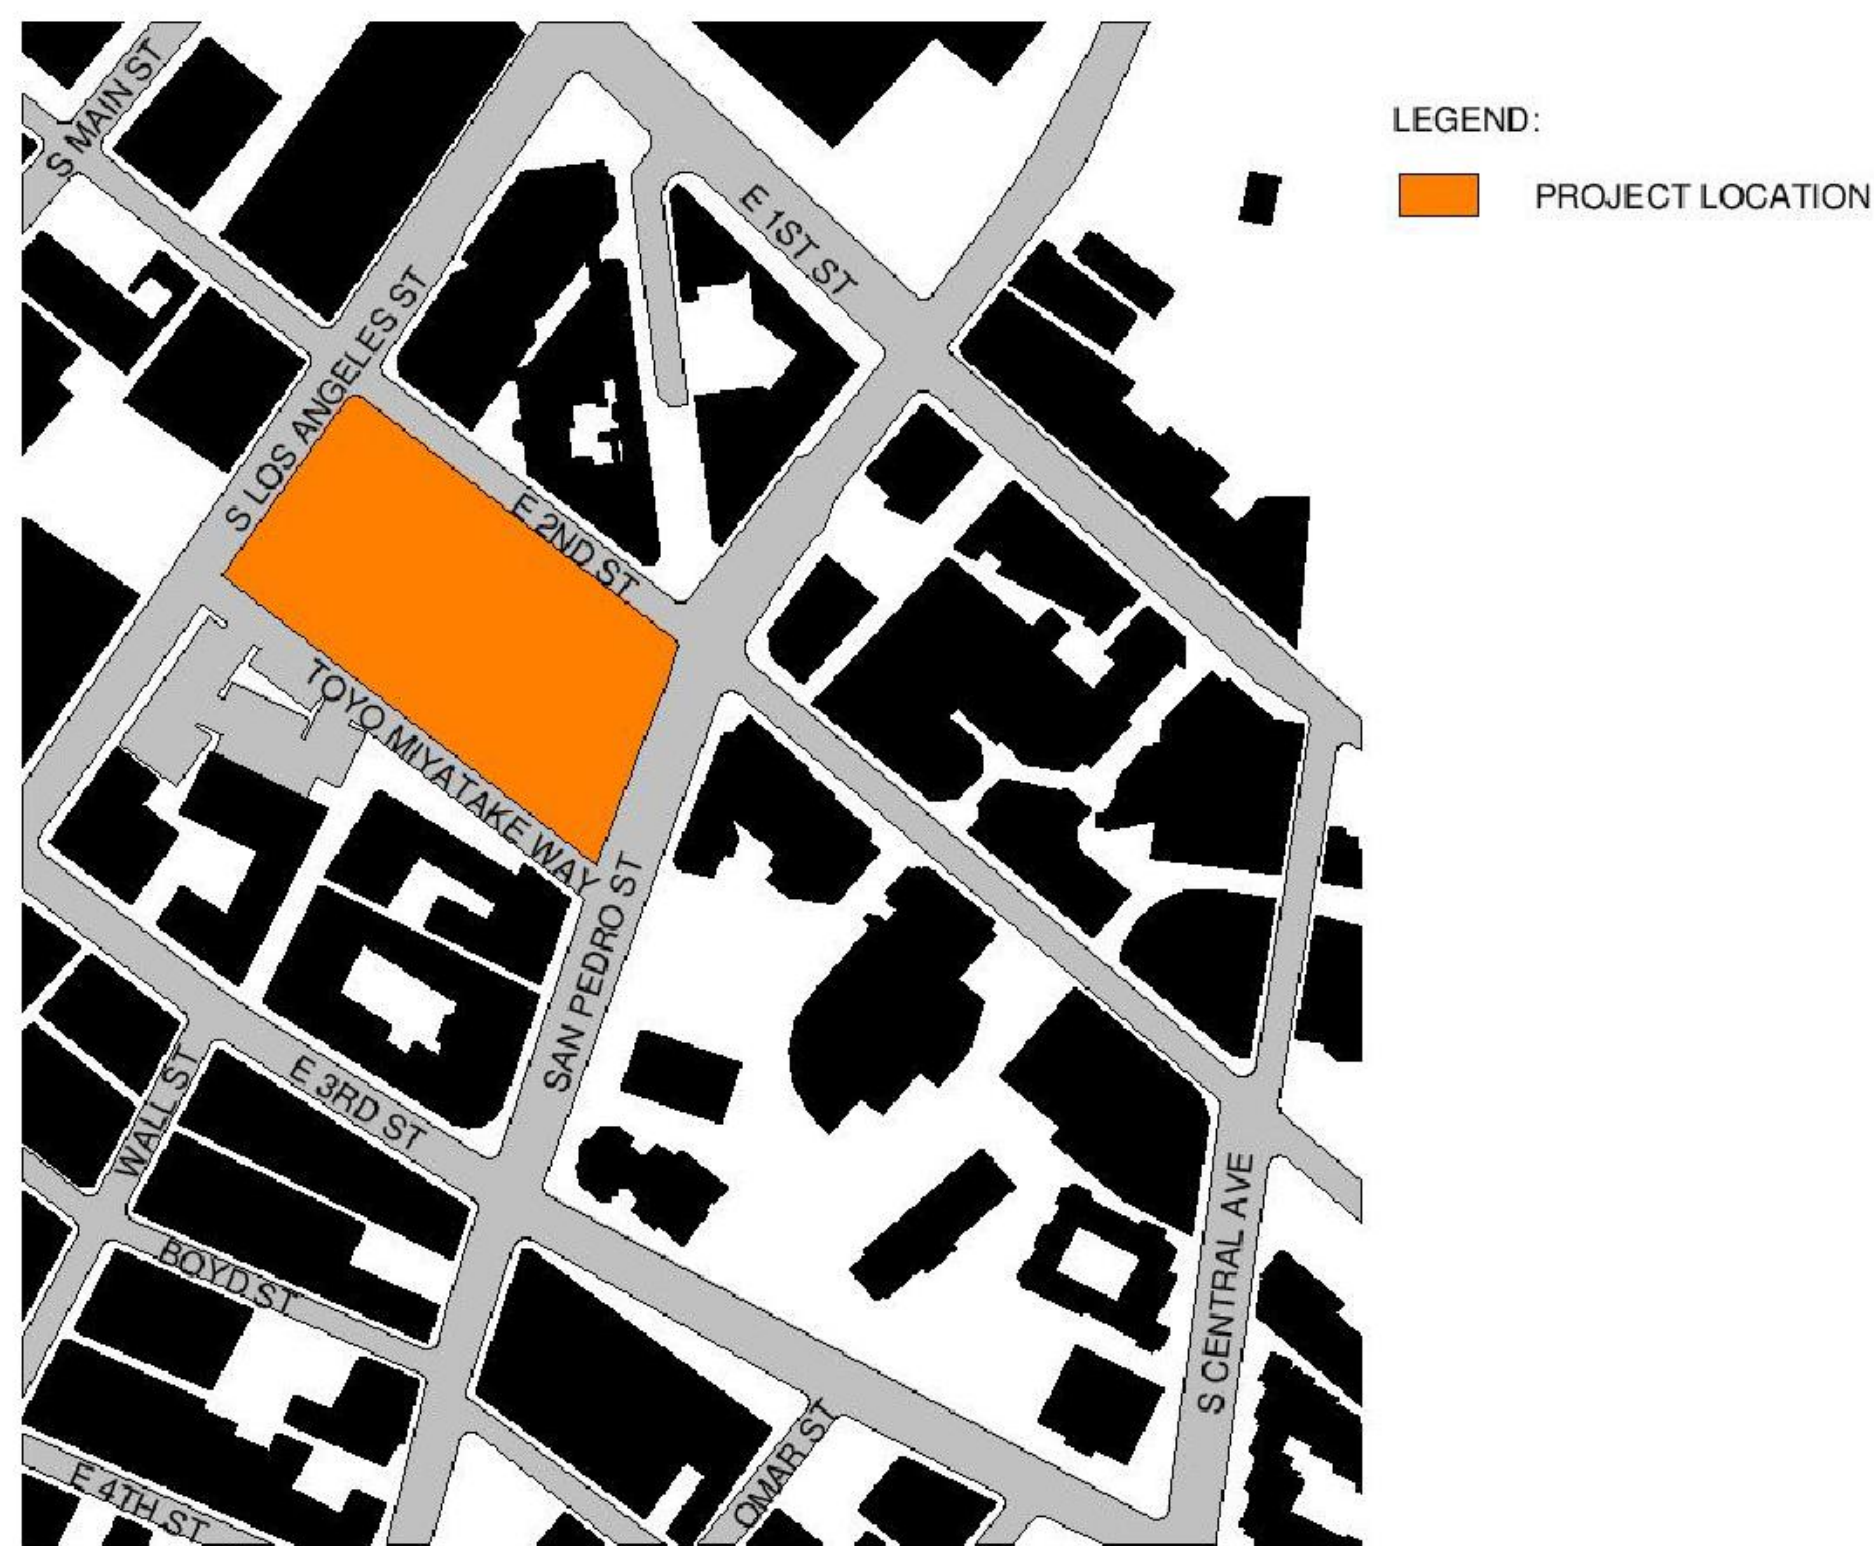 S MAIN ST
LEGEND:
PROJECT LOCATION
E 1ST ST
S LOS ANGELES ST
E 2ND ST
TOYO MIYATAKE WAY
SAN PEDRO ST
E 3RD ST
WALL ST
BOYD ST
S CENTRAL AVE
OMAR ST
E 4TH ST